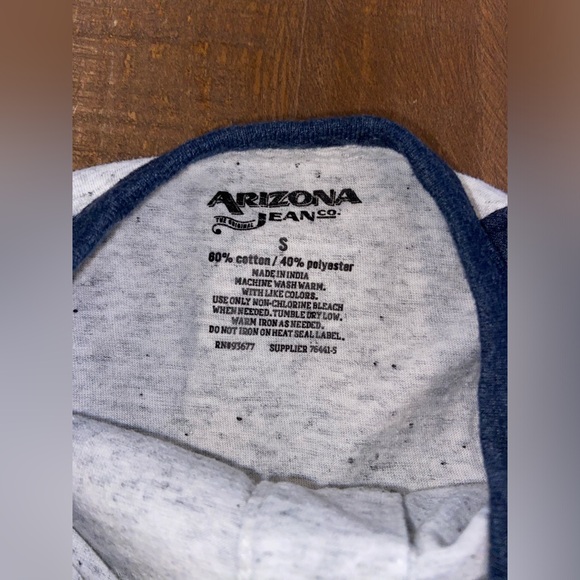 ARIZONA
THE ORIGINAL JEAN CO.
S
60% cotton / 40% polyester
MADE IN INDIA
MACHINE WASH WARM.
WITH LIKE COLORS.
USE ONLY NON-CHLORINE BLEACH
WHEN NEEDED. TUMBLE DRY LOW.
WARM IRON AS NEEDED.
DO NOT IRON ON HEAT SEAL LABEL.
RN#93677 SUPPLIER 76441-5